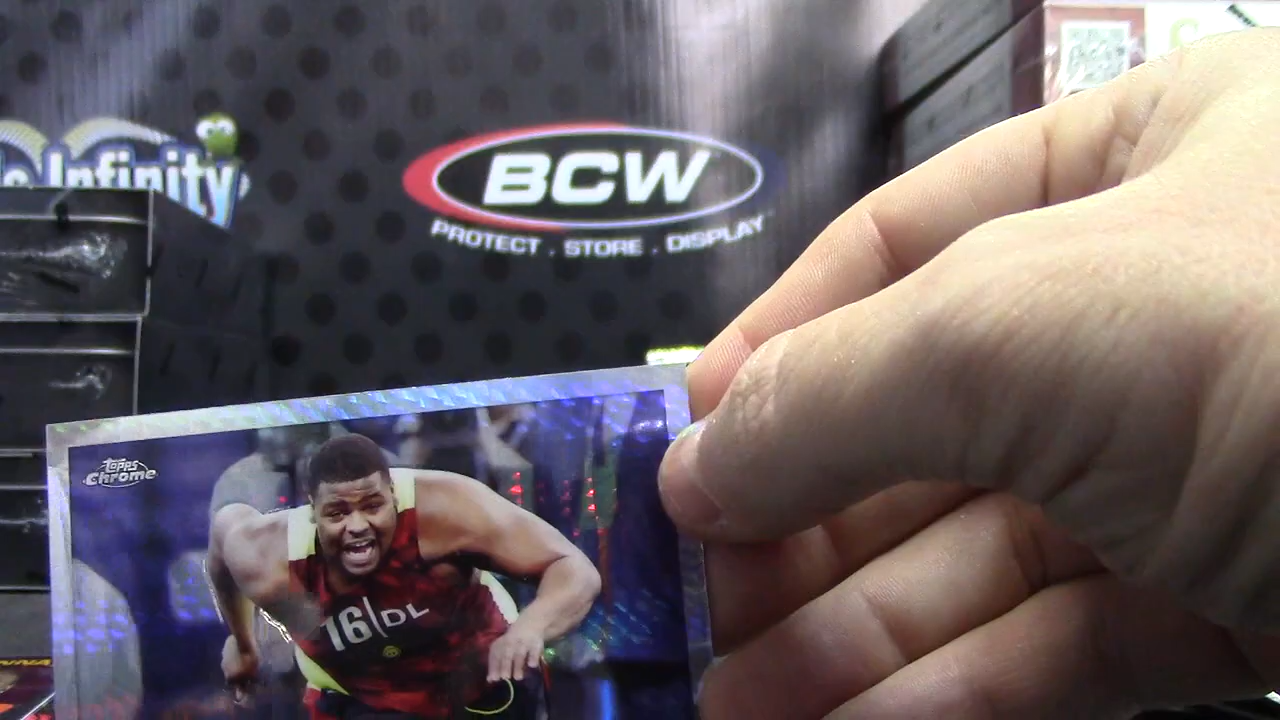 Infinity
BCW
PROTECT . STORE . DISPLAY
Topps
Chrome
16 DL